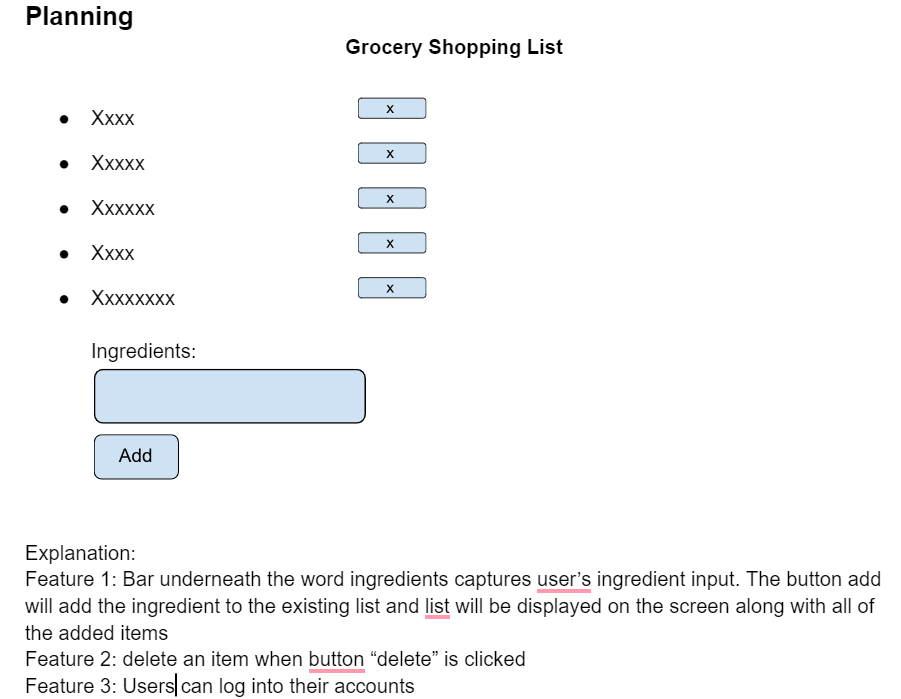 Planning
Grocery Shopping List
● Xxxx x
● Xxxxx x
● Xxxxxx x
● Xxxx x
● Xxxxxxxx x
Ingredients:
Add
Explanation:
Feature 1: Bar underneath the word ingredients captures user’s ingredient input. The button add
will add the ingredient to the existing list and list will be displayed on the screen along with all of
the added items
Feature 2: delete an item when button “delete” is clicked
Feature 3: Users can log into their accounts